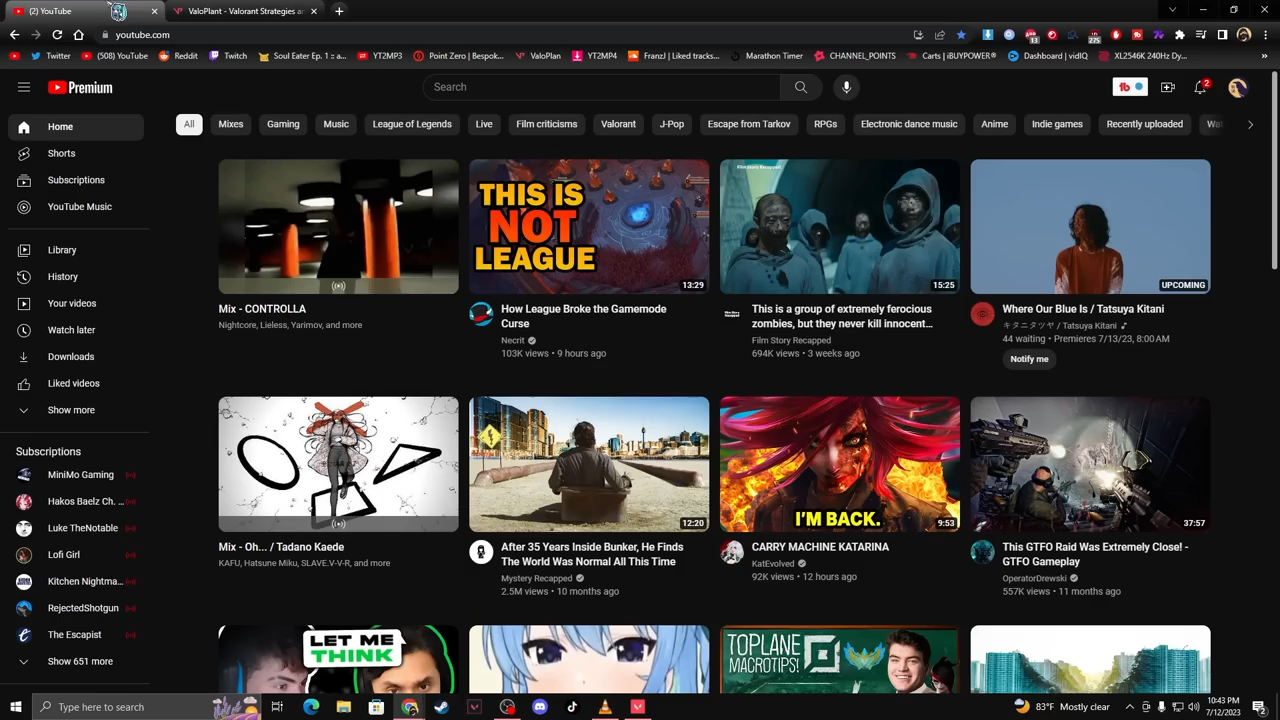 (2) YouTube
ValoPlant - Valorant Strategies a
youtube.com
Twitter
(508) YouTube
Reddit
Twitch
Soul Eater Ep. 1 :: a...
YT2MP3
Point Zero | Bespok...
ValoPlan
YT2MP4
FranzJ | Liked tracks...
Marathon Timer
CHANNEL_POINTS
Carts | iBUYPOWER®
Dashboard | vidIQ
XL2546K 240Hz Dy...
13
275
Premium
Search
2
Home
Shorts
Subscriptions
YouTube Music
Library
History
Your videos
Watch later
Downloads
Liked videos
Show more
Subscriptions
MiniMo Gaming
Hakos Baelz Ch. ...
Luke TheNotable
Lofi Girl
Kitchen Nightma...
RejectedShotgun
The Escapist
Show 651 more
All
Mixes
Gaming
Music
League of Legends
Live
Film criticisms
Valorant
J-Pop
Escape from Tarkov
RPGs
Electronic dance music
Anime
Indie games
Recently uploaded
Wat
Mix - CONTROLLA
Nightcore, Lieless, Yarimov, and more
THIS IS
NOT
LEAGUE
13:29
How League Broke the Gamemode
Curse
Necrit
103K views • 9 hours ago
Film Story Recapped
15:25
This is a group of extremely ferocious
zombies, but they never kill innocent…
Film Story Recapped
694K views • 3 weeks ago
UPCOMING
Where Our Blue Is / Tatsuya Kitani
キタニタツヤ / Tatsuya Kitani
44 waiting • Premieres 7/13/23, 8:00 AM
Notify me
Mix - Oh... / Tadano Kaede
KAFU, Hatsune Miku, SLAVE.V-V-R, and more
12:20
After 35 Years Inside Bunker, He Finds
The World Was Normal All This Time
Mystery Recapped
2.5M views • 10 months ago
I'M BACK.
9:53
CARRY MACHINE KATARINA
KatEvolved
92K views • 12 hours ago
37:57
This GTFO Raid Was Extremely Close! -
GTFO Gameplay
OperatorDrewski
557K views • 11 months ago
LET ME
THINK
TOPLANE
MACROTIPS!
Type here to search
83°F Mostly clear
10:43 PM
7/12/2023